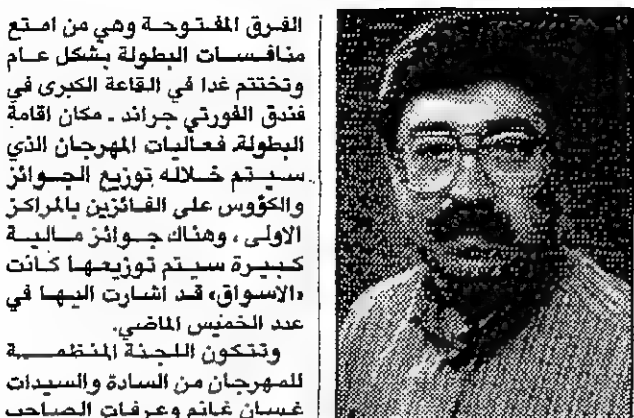 الفرق المفتوحة وهي من امتع
منافسات البطولة بشكل عام
وتختتم غدا في القاعة الكبرى في
فندق الفورتي جراند - مكان اقامة
البطولة. فعاليات المهرجان الذي
سيتم خلاله توزيع الجوائز
والكؤوس على الفائزين بالمراكز
الاولى ، وهناك جوائز مالية
كبيرة سيتم توزيعها كانت
«الاسواق» قد اشارت اليها في
عدد الخميس الماضي.
وتتكون اللجنة المنظمة
للمهرجان من السادة والسيدات
غسان غانم وعرفات الصاحب